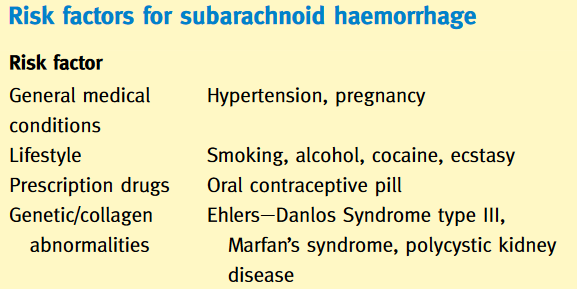 Risk factors for subarachnoid haemorrhage
Risk factor
General medical conditions Hypertension, pregnancy
Lifestyle Smoking, alcohol, cocaine, ecstasy
Prescription drugs Oral contraceptive pill
Genetic/collagen abnormalities Ehlers—Danlos Syndrome type III, Marfan's syndrome, polycystic kidney disease